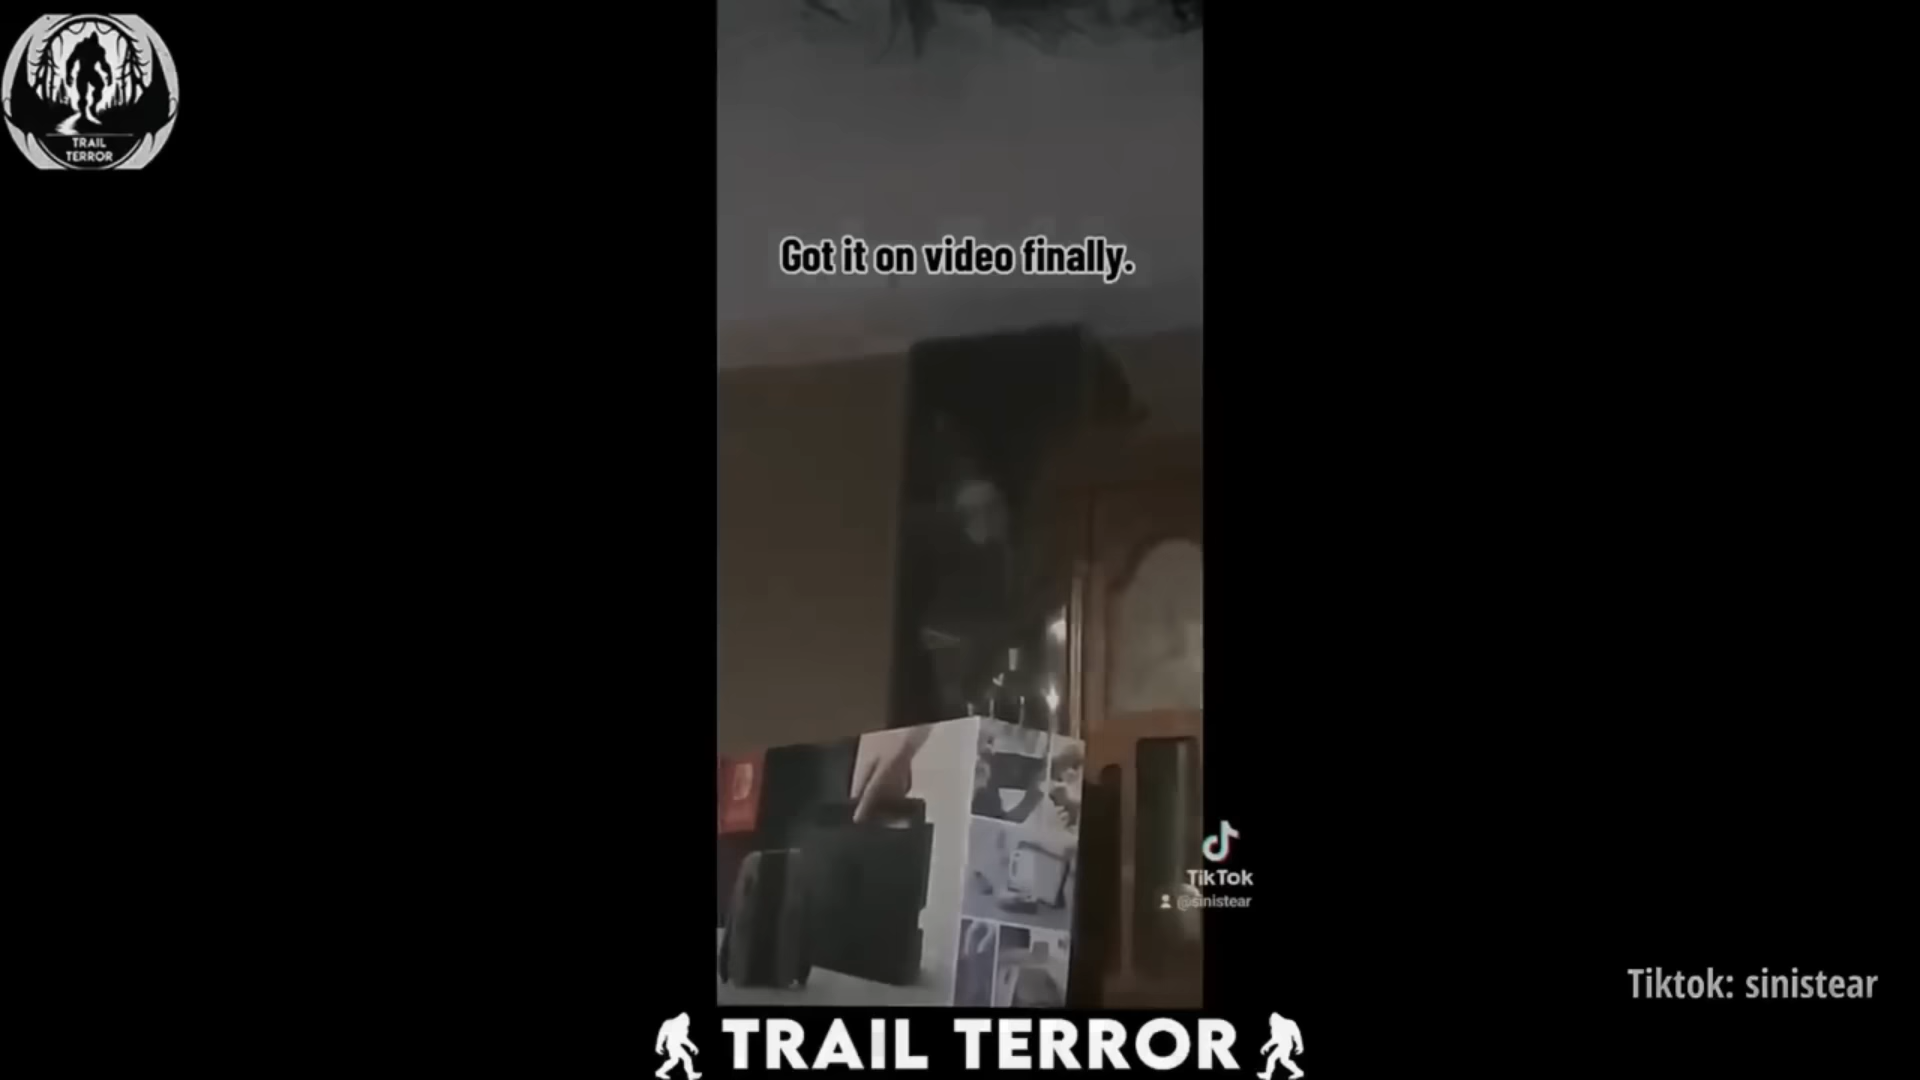 TRAIL
TERROR
Got it on video finally.
TikTok
@sinistear
Tiktok: sinistear
TRAIL TERROR